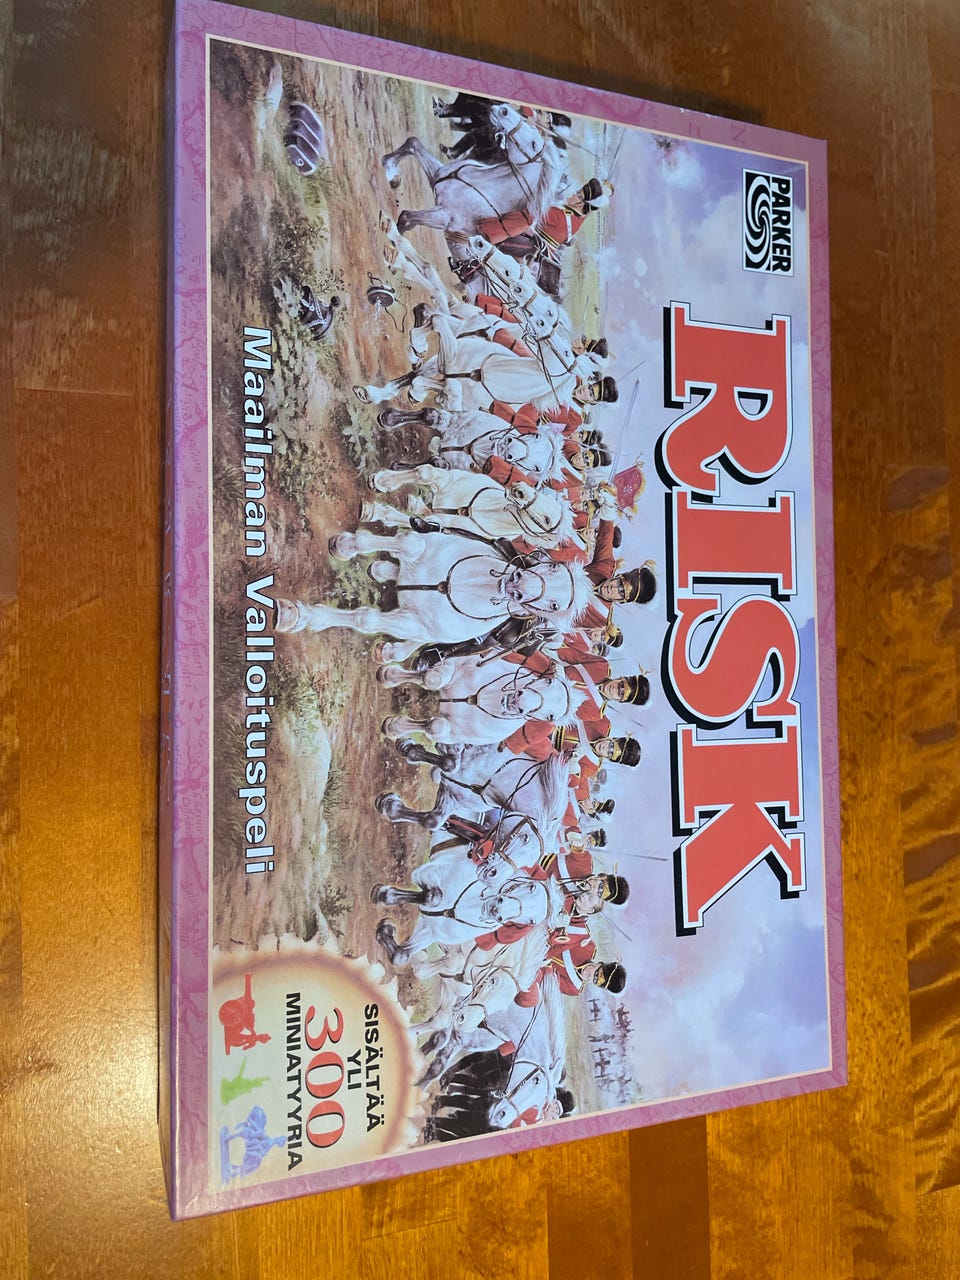 PARKER
RISK
Maailman Valloituspeli
SISÄLTÄÄ
YLI
300
MINIATYYRIA